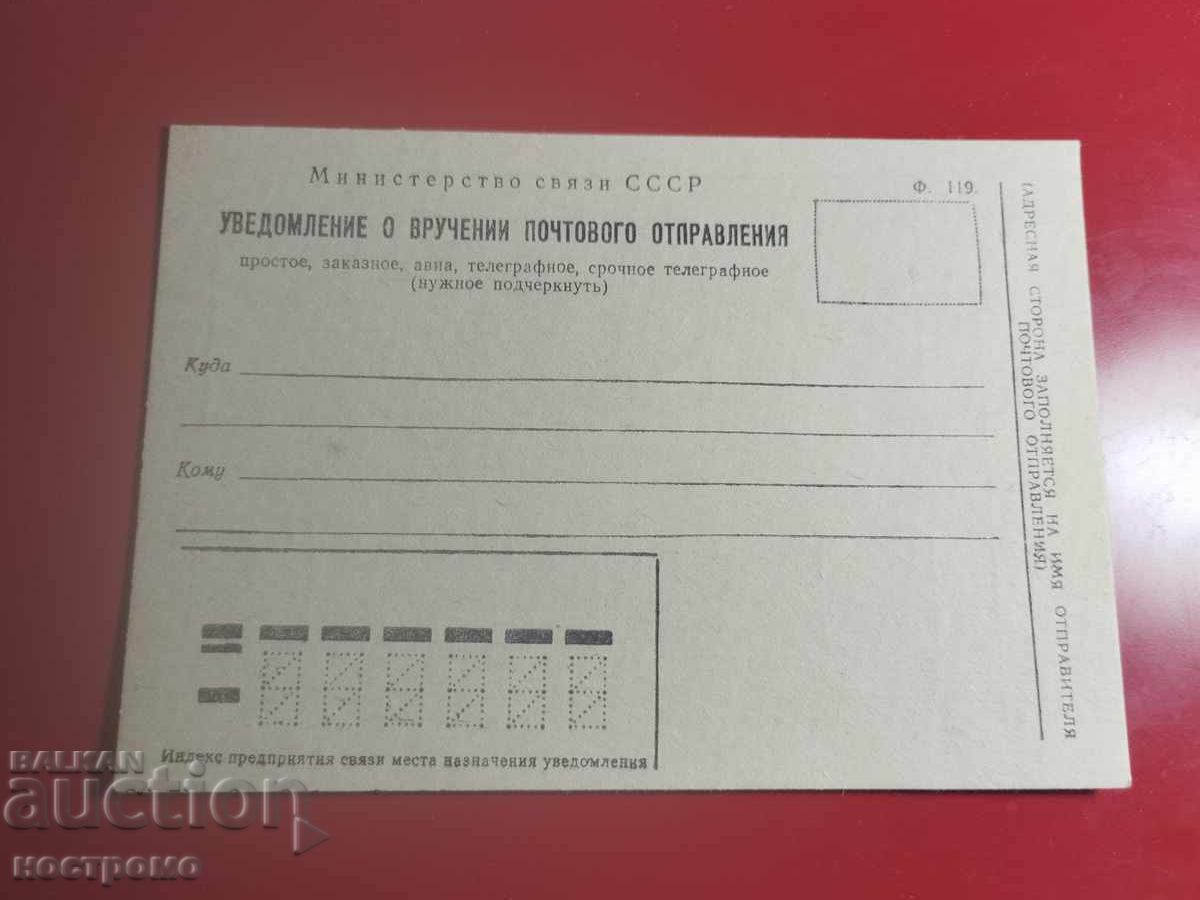 Министерство связи СССР
Ф. 119.
УВЕДОМЛЕНИЕ О ВРУЧЕНИИ ПОЧТОВОГО ОТПРАВЛЕНИЯ
простое, заказное, авиа, телеграфное, срочное телеграфное
(нужное подчеркнуть)
Куда
Кому
Индекс предприятия связи места назначения уведомления
(АДРЕСНАЯ СТОРОНА ЗАПОЛНЯЕТСЯ НА ИМЯ ОТПРАВИТЕЛЯ
ПОЧТОВОГО ОТПРАВЛЕНИЯ)
BALKAN
auction
ностромо